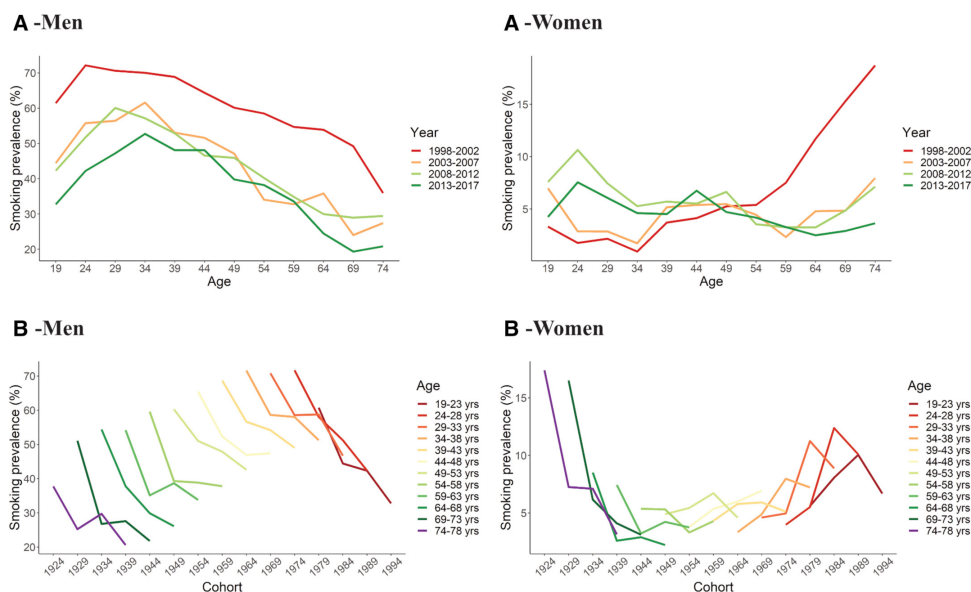 A -Men
Smoking prevalence (%)
70
60
50
40
30
20
19 24 29 34 39 44 49 54 59 64 69 74
Age
Year
1998-2002
2003-2007
2008-2012
2013-2017
A -Women
Smoking prevalence (%)
15
10
5
19 24 29 34 39 44 49 54 59 64 69 74
Age
Year
1998-2002
2003-2007
2008-2012
2013-2017
B -Men
Smoking prevalence (%)
70
60
50
40
30
20
1924 1929 1934 1939 1944 1949 1954 1959 1964 1969 1974 1979 1984 1989 1994
Cohort
Age
19-23 yrs
24-28 yrs
29-33 yrs
34-38 yrs
39-43 yrs
44-48 yrs
49-53 yrs
54-58 yrs
59-63 yrs
64-68 yrs
69-73 yrs
74-78 yrs
B -Women
Smoking prevalence (%)
15
10
5
1924 1929 1934 1939 1944 1949 1954 1959 1964 1969 1974 1979 1984 1989 1994
Cohort
Age
19-23 yrs
24-28 yrs
29-33 yrs
34-38 yrs
39-43 yrs
44-48 yrs
49-53 yrs
54-58 yrs
59-63 yrs
64-68 yrs
69-73 yrs
74-78 yrs